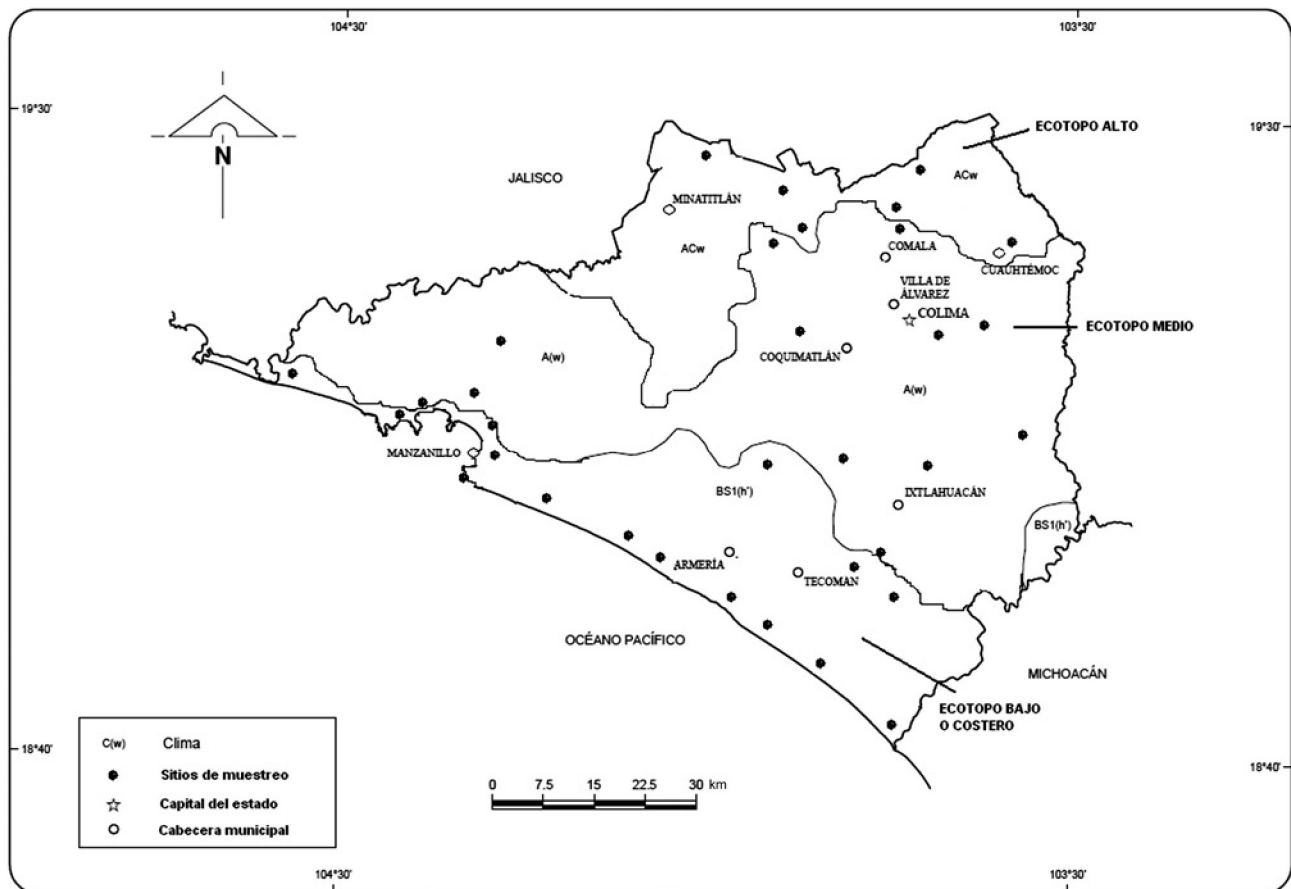 104°30'
103°30'
19°30'
19°30'
ECOTOPO ALTO
N
JALISCO
ACw
MINATITLÁN
ACw
COMALA
CUAUHTÉMOC
VILLA DE
ÁLVAREZ
COLIMA
ECOTOPO MEDIO
COQUIMATLÁN
A(w)
A(w)
MANZANILLO
BS1(h')
IXTLAHUACÁN
BS1(h')
ARMERÍA
TECOMAN
OCÉANO PACÍFICO
MICHOACÁN
ECOTOPO BAJO
O COSTERO
C(w) Clima
Sitios de muestreo
Capital del estado
Cabecera municipal
18°40'
18°40'
0 7.5 15 22.5 30 km
104°30'
103°30'